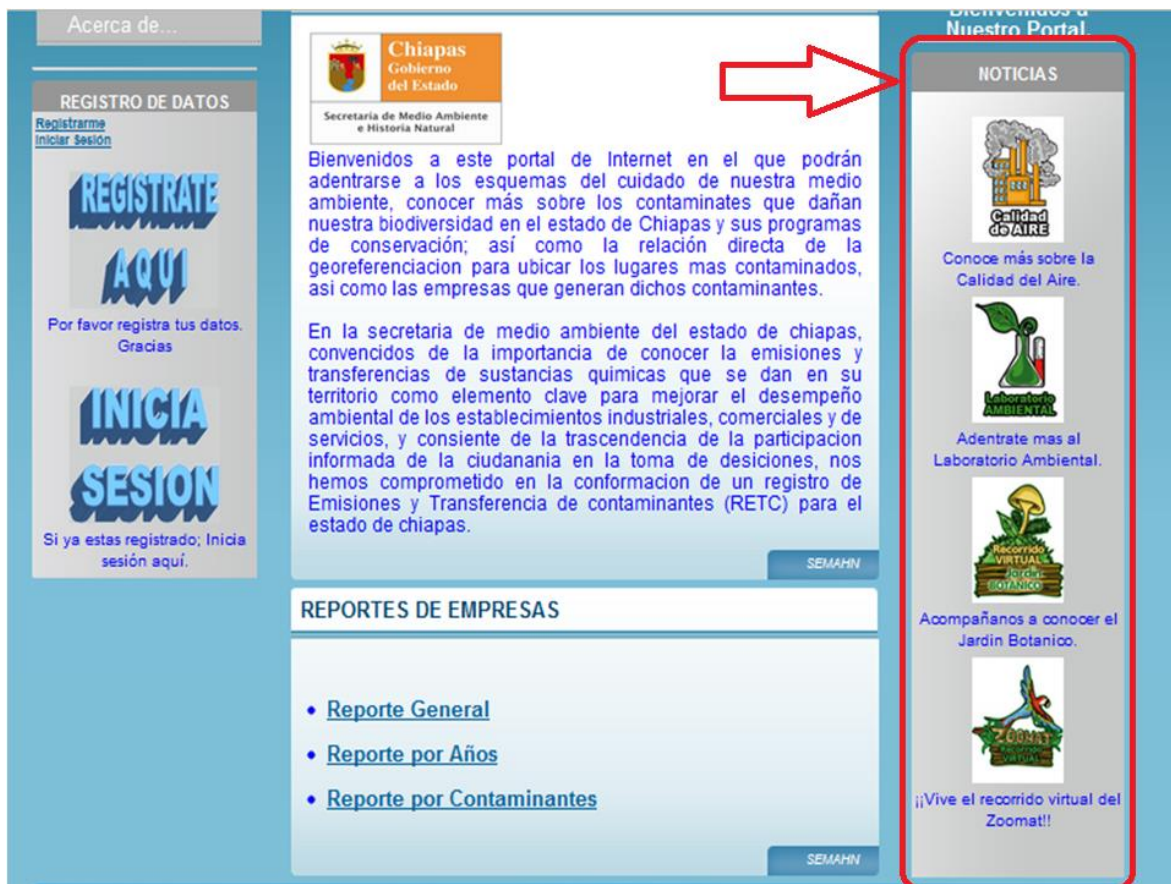 Acerca de...
REGISTRO DE DATOS
Registrarme
Iniciar Sesión
REGISTRATE
AQUI
Por favor registra tus datos.
Gracias
INICIA
SESION
Si ya estas registrado; Inicia
sesión aquí.
Chiapas
Gobierno
del Estado
Secretaría de Medio Ambiente
e Historia Natural
Bienvenidos a este portal de Internet en el que podrán
adentrarse a los esquemas del cuidado de nuestra medio
ambiente, conocer más sobre los contaminates que dañan
nuestra biodiversidad en el estado de Chiapas y sus programas
de conservación; así como la relación directa de la
georeferenciacion para ubicar los lugares mas contaminados,
asi como las empresas que generan dichos contaminantes.
En la secretaria de medio ambiente del estado de chiapas,
convencidos de la importancia de conocer la emisiones y
transferencias de sustancias quimicas que se dan en su
territorio como elemento clave para mejorar el desempeño
ambiental de los establecimientos industriales, comerciales y de
servicios, y consiente de la trascendencia de la participacion
informada de la ciudanania en la toma de desiciones, nos
hemos comprometido en la conformacion de un registro de
Emisiones y Transferencia de contaminantes (RETC) para el
estado de chiapas.
SEMAHN
REPORTES DE EMPRESAS
Reporte General
Reporte por Años
Reporte por Contaminantes
SEMAHN
Bienvenidos a
Nuestro Portal.
NOTICIAS
Calidad
de AIRE
Conoce más sobre la
Calidad del Aire.
Laboratorio
AMBIENTAL
Adentrate mas al
Laboratorio Ambiental.
Recorrido
VIRTUAL
Jardin
BOTANICO
Acompañanos a conocer el
Jardin Botanico.
ZOOMAT
Recorrido
VIRTUAL
¡¡Vive el recorrido virtual del
Zoomat!!